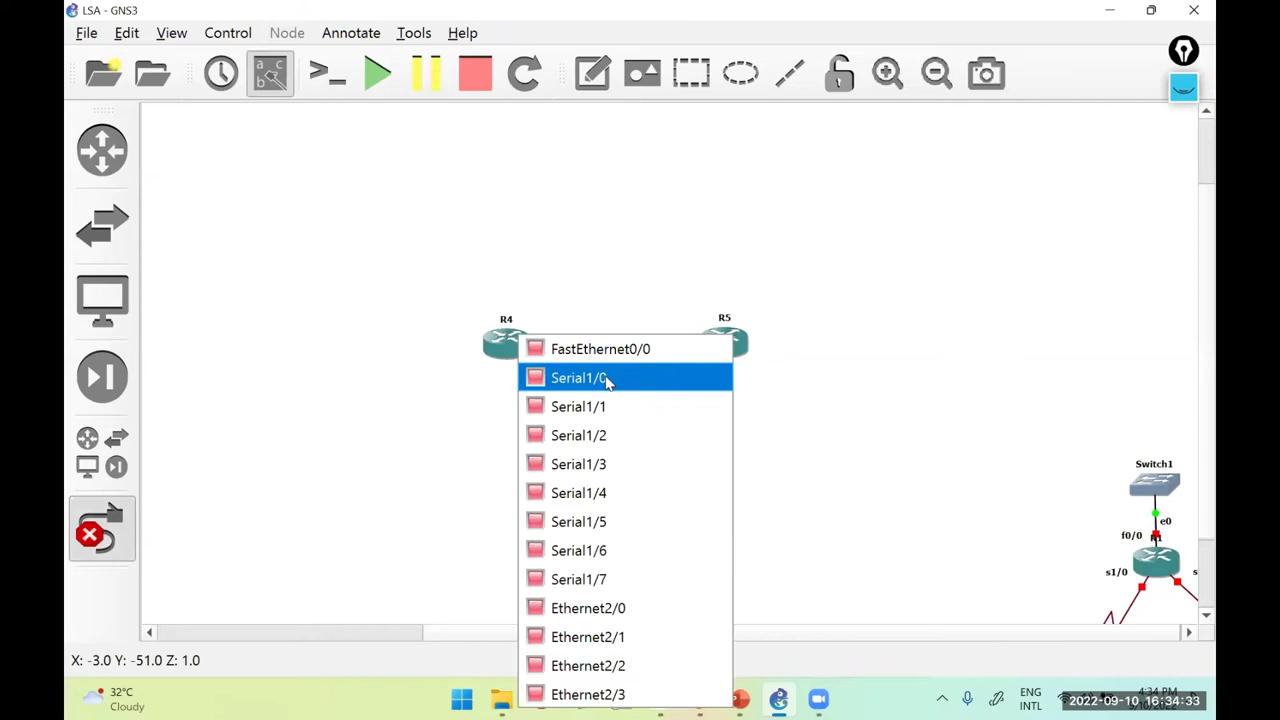 LSA - GNS3
File Edit View Control Node Annotate Tools Help
a c
b
R4
R5
FastEthernet0/0
Serial1/0
Serial1/1
Serial1/2
Serial1/3
Serial1/4
Serial1/5
Serial1/6
Serial1/7
Ethernet2/0
Ethernet2/1
Ethernet2/2
Ethernet2/3
Switch1
e0
f0/0
s1/0
X: -3.0 Y: -51.0 Z: 1.0
32°C
Cloudy
ENG
INTL
4:34 PM
2022-09-10 16:34:33